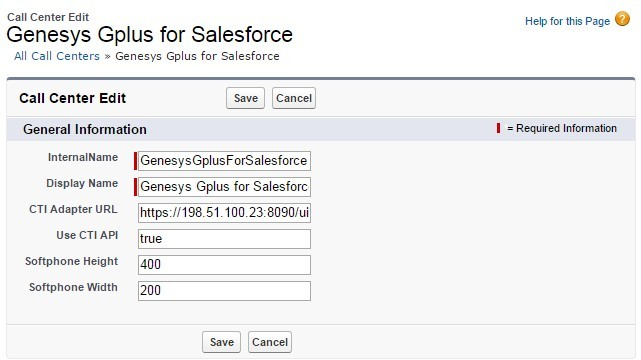 Call Center Edit
Genesys Gplus for Salesforce
Help for this Page ?
All Call Centers » Genesys Gplus for Salesforce
Call Center Edit Save Cancel
General Information = Required Information
InternalName GenesysGplusForSalesforce
Display Name Genesys Gplus for Salesforc
CTI Adapter URL https://198.51.100.23:8090/ui
Use CTI API true
Softphone Height 400
Softphone Width 200
Save Cancel